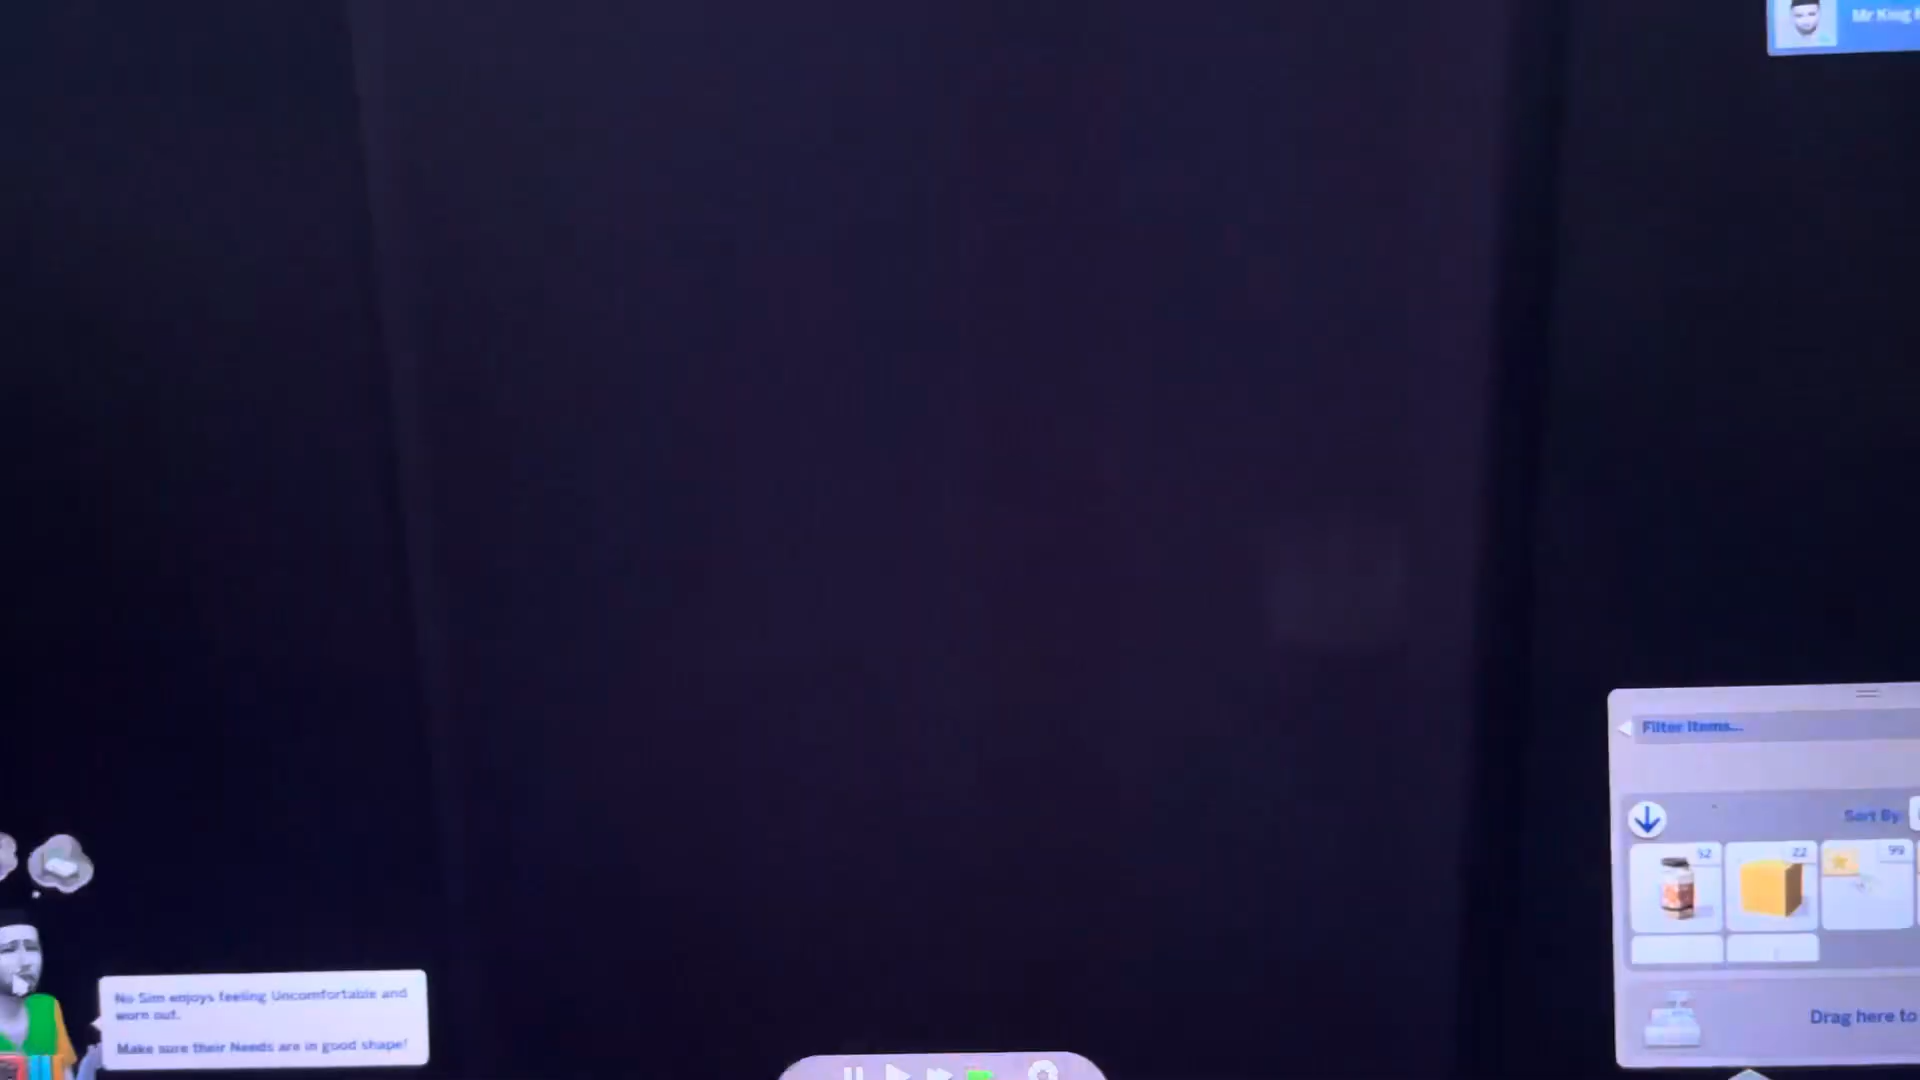 Mr King
Filter Items...
Sort By:
52
22
99
No Sim enjoys feeling Uncomfortable and
worn out.
Make sure their Needs are in good shape!
Drag here to